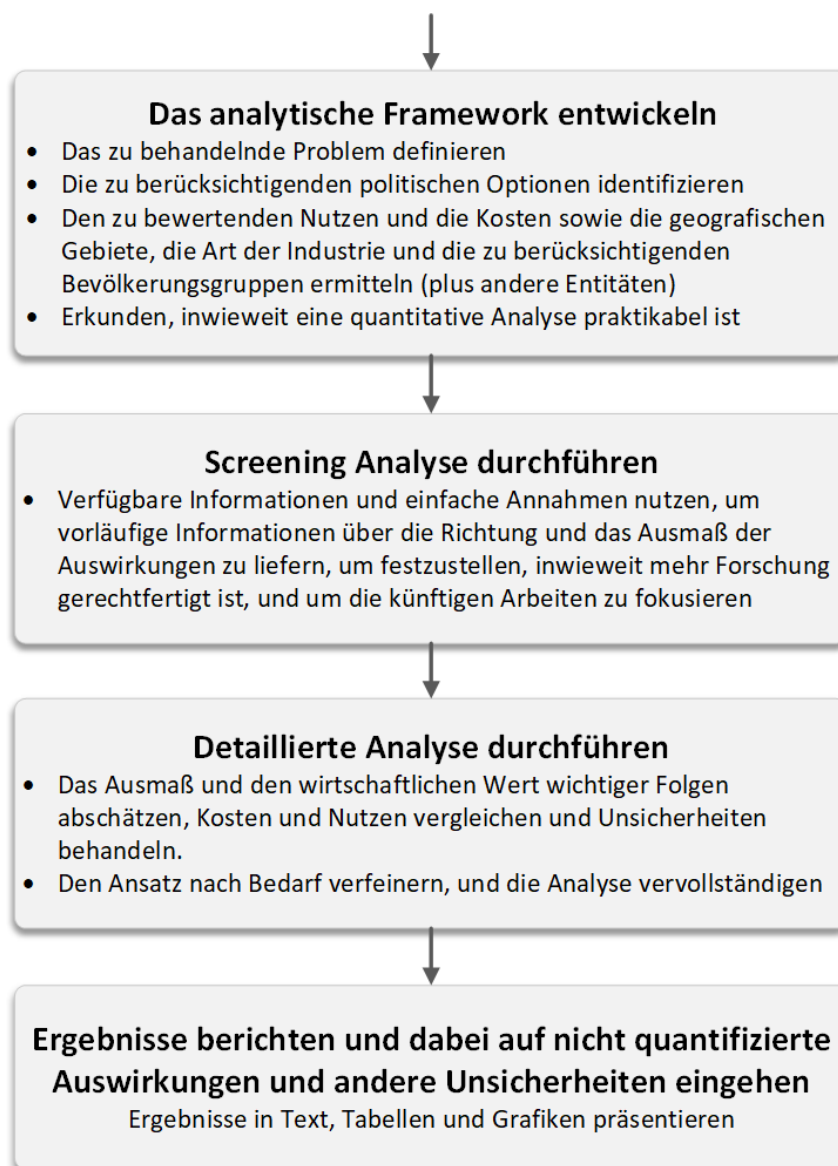 Das analytische Framework entwickeln
• Das zu behandelnde Problem definieren
• Die zu berücksichtigenden politischen Optionen identifizieren
• Den zu bewertenden Nutzen und die Kosten sowie die geografischen
Gebiete, die Art der Industrie und die zu berücksichtigenden
Bevölkerungsgruppen ermitteln (plus andere Entitäten)
• Erkunden, inwieweit eine quantitative Analyse praktikabel ist
Screening Analyse durchführen
• Verfügbare Informationen und einfache Annahmen nutzen, um
vorläufige Informationen über die Richtung und das Ausmaß der
Auswirkungen zu liefern, um festzustellen, inwieweit mehr Forschung
gerechtfertigt ist, und um die künftigen Arbeiten zu fokusieren
Detaillierte Analyse durchführen
• Das Ausmaß und den wirtschaftlichen Wert wichtiger Folgen
abschätzen, Kosten und Nutzen vergleichen und Unsicherheiten
behandeln.
• Den Ansatz nach Bedarf verfeinern, und die Analyse vervollständigen
Ergebnisse berichten und dabei auf nicht quantifizierte
Auswirkungen und andere Unsicherheiten eingehen
Ergebnisse in Text, Tabellen und Grafiken präsentieren